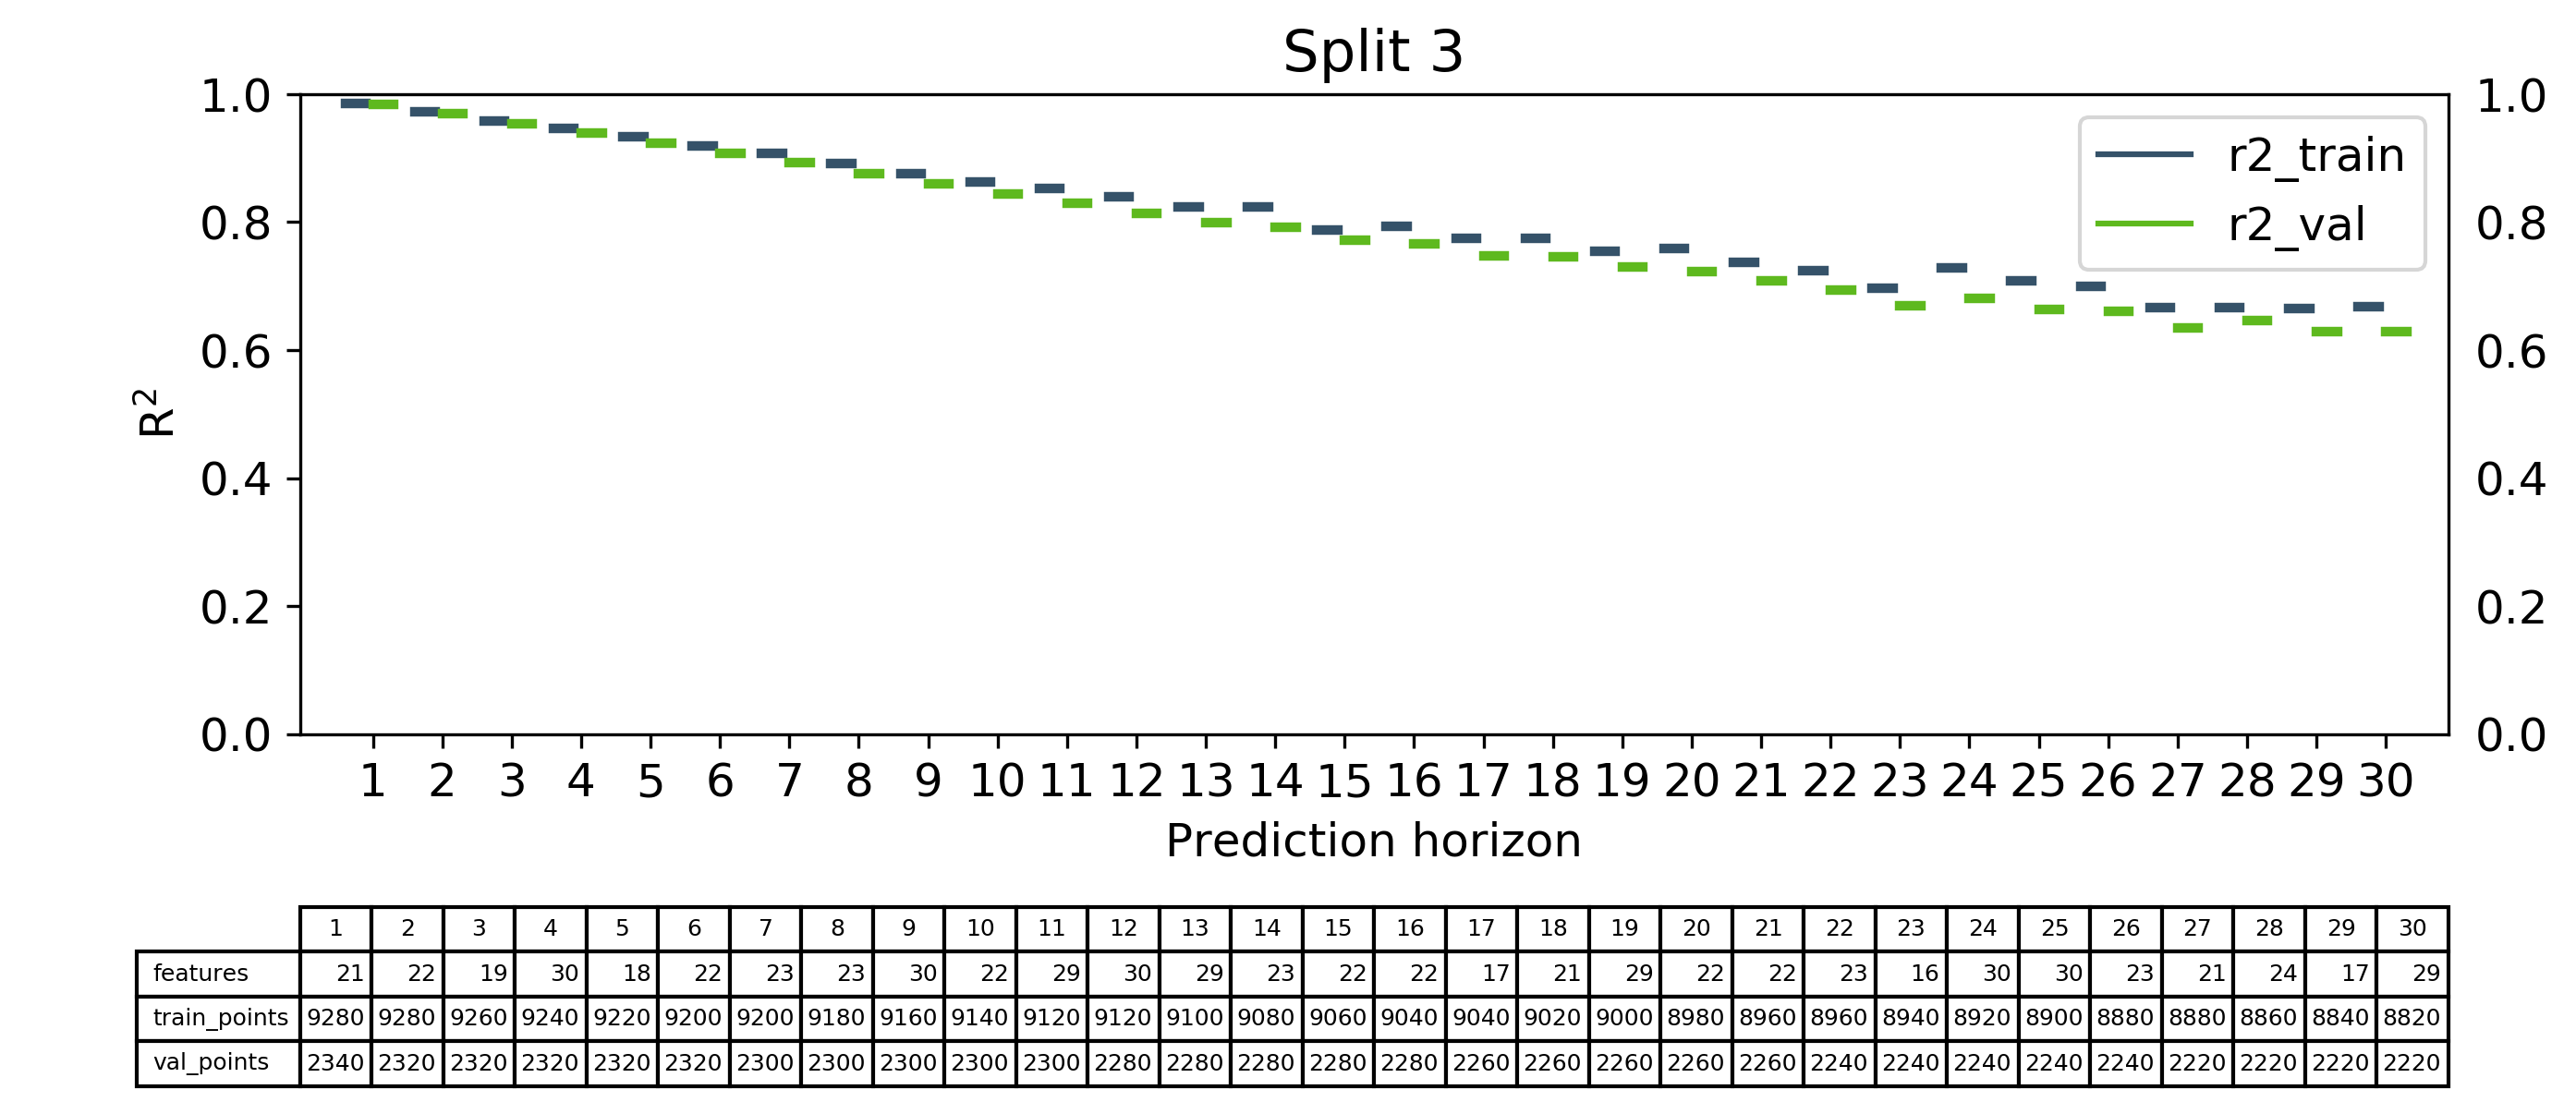 Split 3
1.0 1.0
r2_train
0.8 0.8
r2_val
0.6 0.6
R²
0.4 0.4
0.2 0.2
0.0 0.0
1 2 3 4 5 6 7 8 9 10 11 12 13 14 15 16 17 18 19 20 21 22 23 24 25 26 27 28 29 30
Prediction horizon
1 2 3 4 5 6 7 8 9 10 11 12 13 14 15 16 17 18 19 20 21 22 23 24 25 26 27 28 29 30
features 21 22 19 30 18 22 23 23 30 22 29 30 29 23 22 22 17 21 29 22 22 23 16 30 30 23 21 24 17 29
train_points 9280 9280 9260 9240 9220 9200 9200 9180 9160 9140 9120 9120 9100 9080 9060 9040 9040 9020 9000 8980 8960 8960 8940 8920 8900 8880 8880 8860 8840 8820
val_points 2340 2320 2320 2320 2320 2320 2300 2300 2300 2300 2300 2280 2280 2280 2280 2280 2260 2260 2260 2260 2260 2240 2240 2240 2240 2240 2220 2220 2220 2220